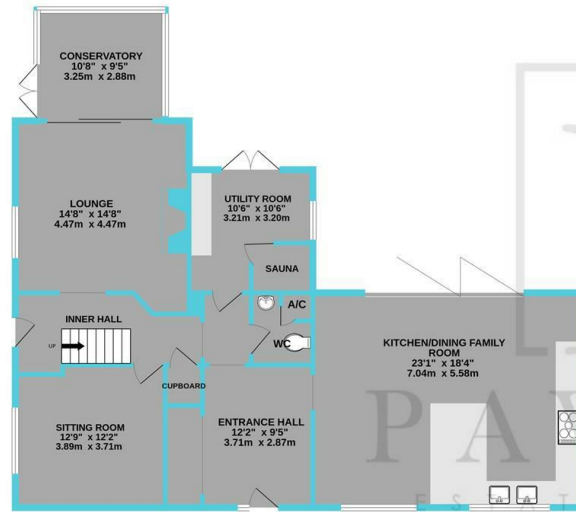 CONSERVATORY
10'8" x 9'5"
3.25m x 2.88m
LOUNGE
14'8" x 14'8"
4.47m x 4.47m
UTILITY ROOM
10'6" x 10'6"
3.21m x 3.20m
SAUNA
A/C
INNER HALL
UP
WC
KITCHEN/DINING FAMILY
ROOM
23'1" x 18'4"
7.04m x 5.58m
CUPBOARD
SITTING ROOM
12'9" x 12'2"
3.89m x 3.71m
ENTRANCE HALL
12'2" x 9'5"
3.71m x 2.87m